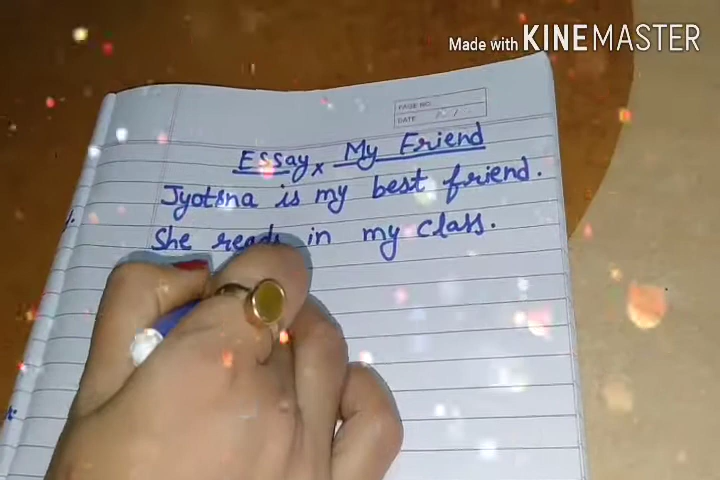 Made with KINEMASTER
PAGE NO.
DATE / /
Essay x My Friend
Jyotsna is my best friend.
She reads in my class.